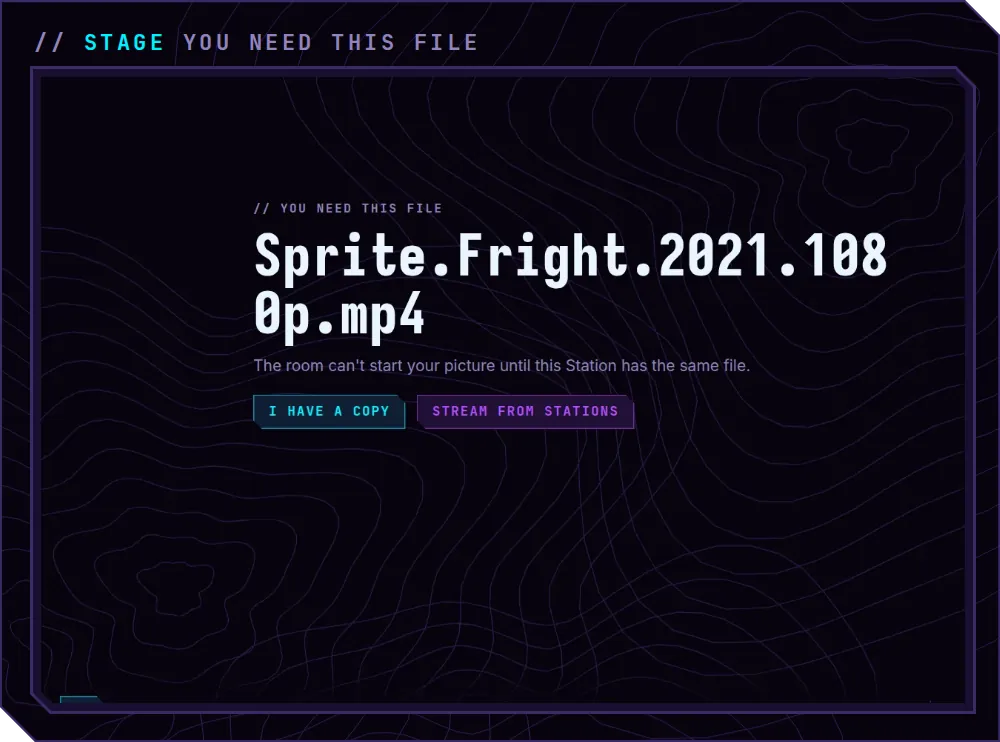 // STAGE YOU NEED THIS FILE
// YOU NEED THIS FILE
Sprite.Fright.2021.108
0p.mp4
The room can't start your picture until this Station has the same file.
I HAVE A COPY
STREAM FROM STATIONS